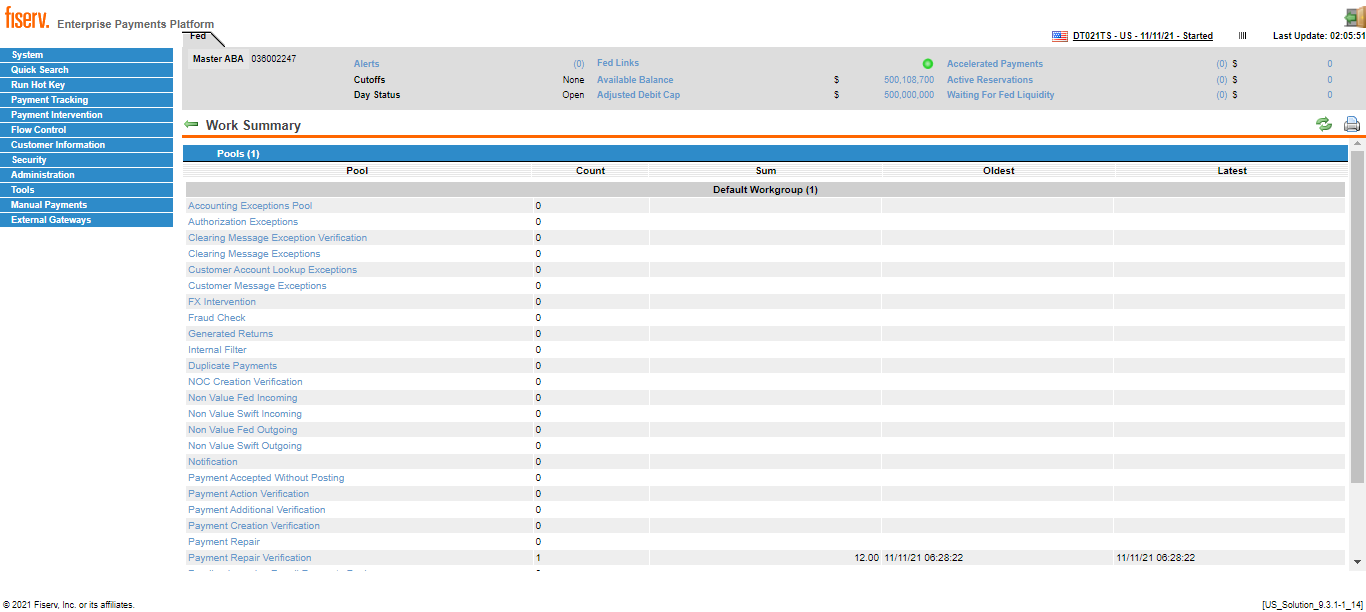 fiserv. Enterprise Payments Platform
DT021TS - US - 11/11/21 - Started Last Update: 02:05:51
System
Quick Search
Run Hot Key
Payment Tracking
Payment Intervention
Flow Control
Customer Information
Security
Administration
Tools
Manual Payments
External Gateways
Fed
Master ABA 036002247
Alerts (0) Fed Links Accelerated Payments (0) $ 0
Cutoffs None Available Balance $ 500,108,700 Active Reservations (0) $ 0
Day Status Open Adjusted Debit Cap $ 500,000,000 Waiting For Fed Liquidity (0) $ 0
Work Summary
Pools (1)
Pool Count Sum Oldest Latest
Default Workgroup (1)
Accounting Exceptions Pool 0
Authorization Exceptions 0
Clearing Message Exception Verification 0
Clearing Message Exceptions 0
Customer Account Lookup Exceptions 0
Customer Message Exceptions 0
FX Intervention 0
Fraud Check 0
Generated Returns 0
Internal Filter 0
Duplicate Payments 0
NOC Creation Verification 0
Non Value Fed Incoming 0
Non Value Swift Incoming 0
Non Value Fed Outgoing 0
Non Value Swift Outgoing 0
Notification 0
Payment Accepted Without Posting 0
Payment Action Verification 0
Payment Additional Verification 0
Payment Creation Verification 0
Payment Repair 0
Payment Repair Verification 1 12.00 11/11/21 06:28:22 11/11/21 06:28:22
© 2021 Fiserv, Inc. or its affiliates. [US_Solution_9.3.1-1_14]